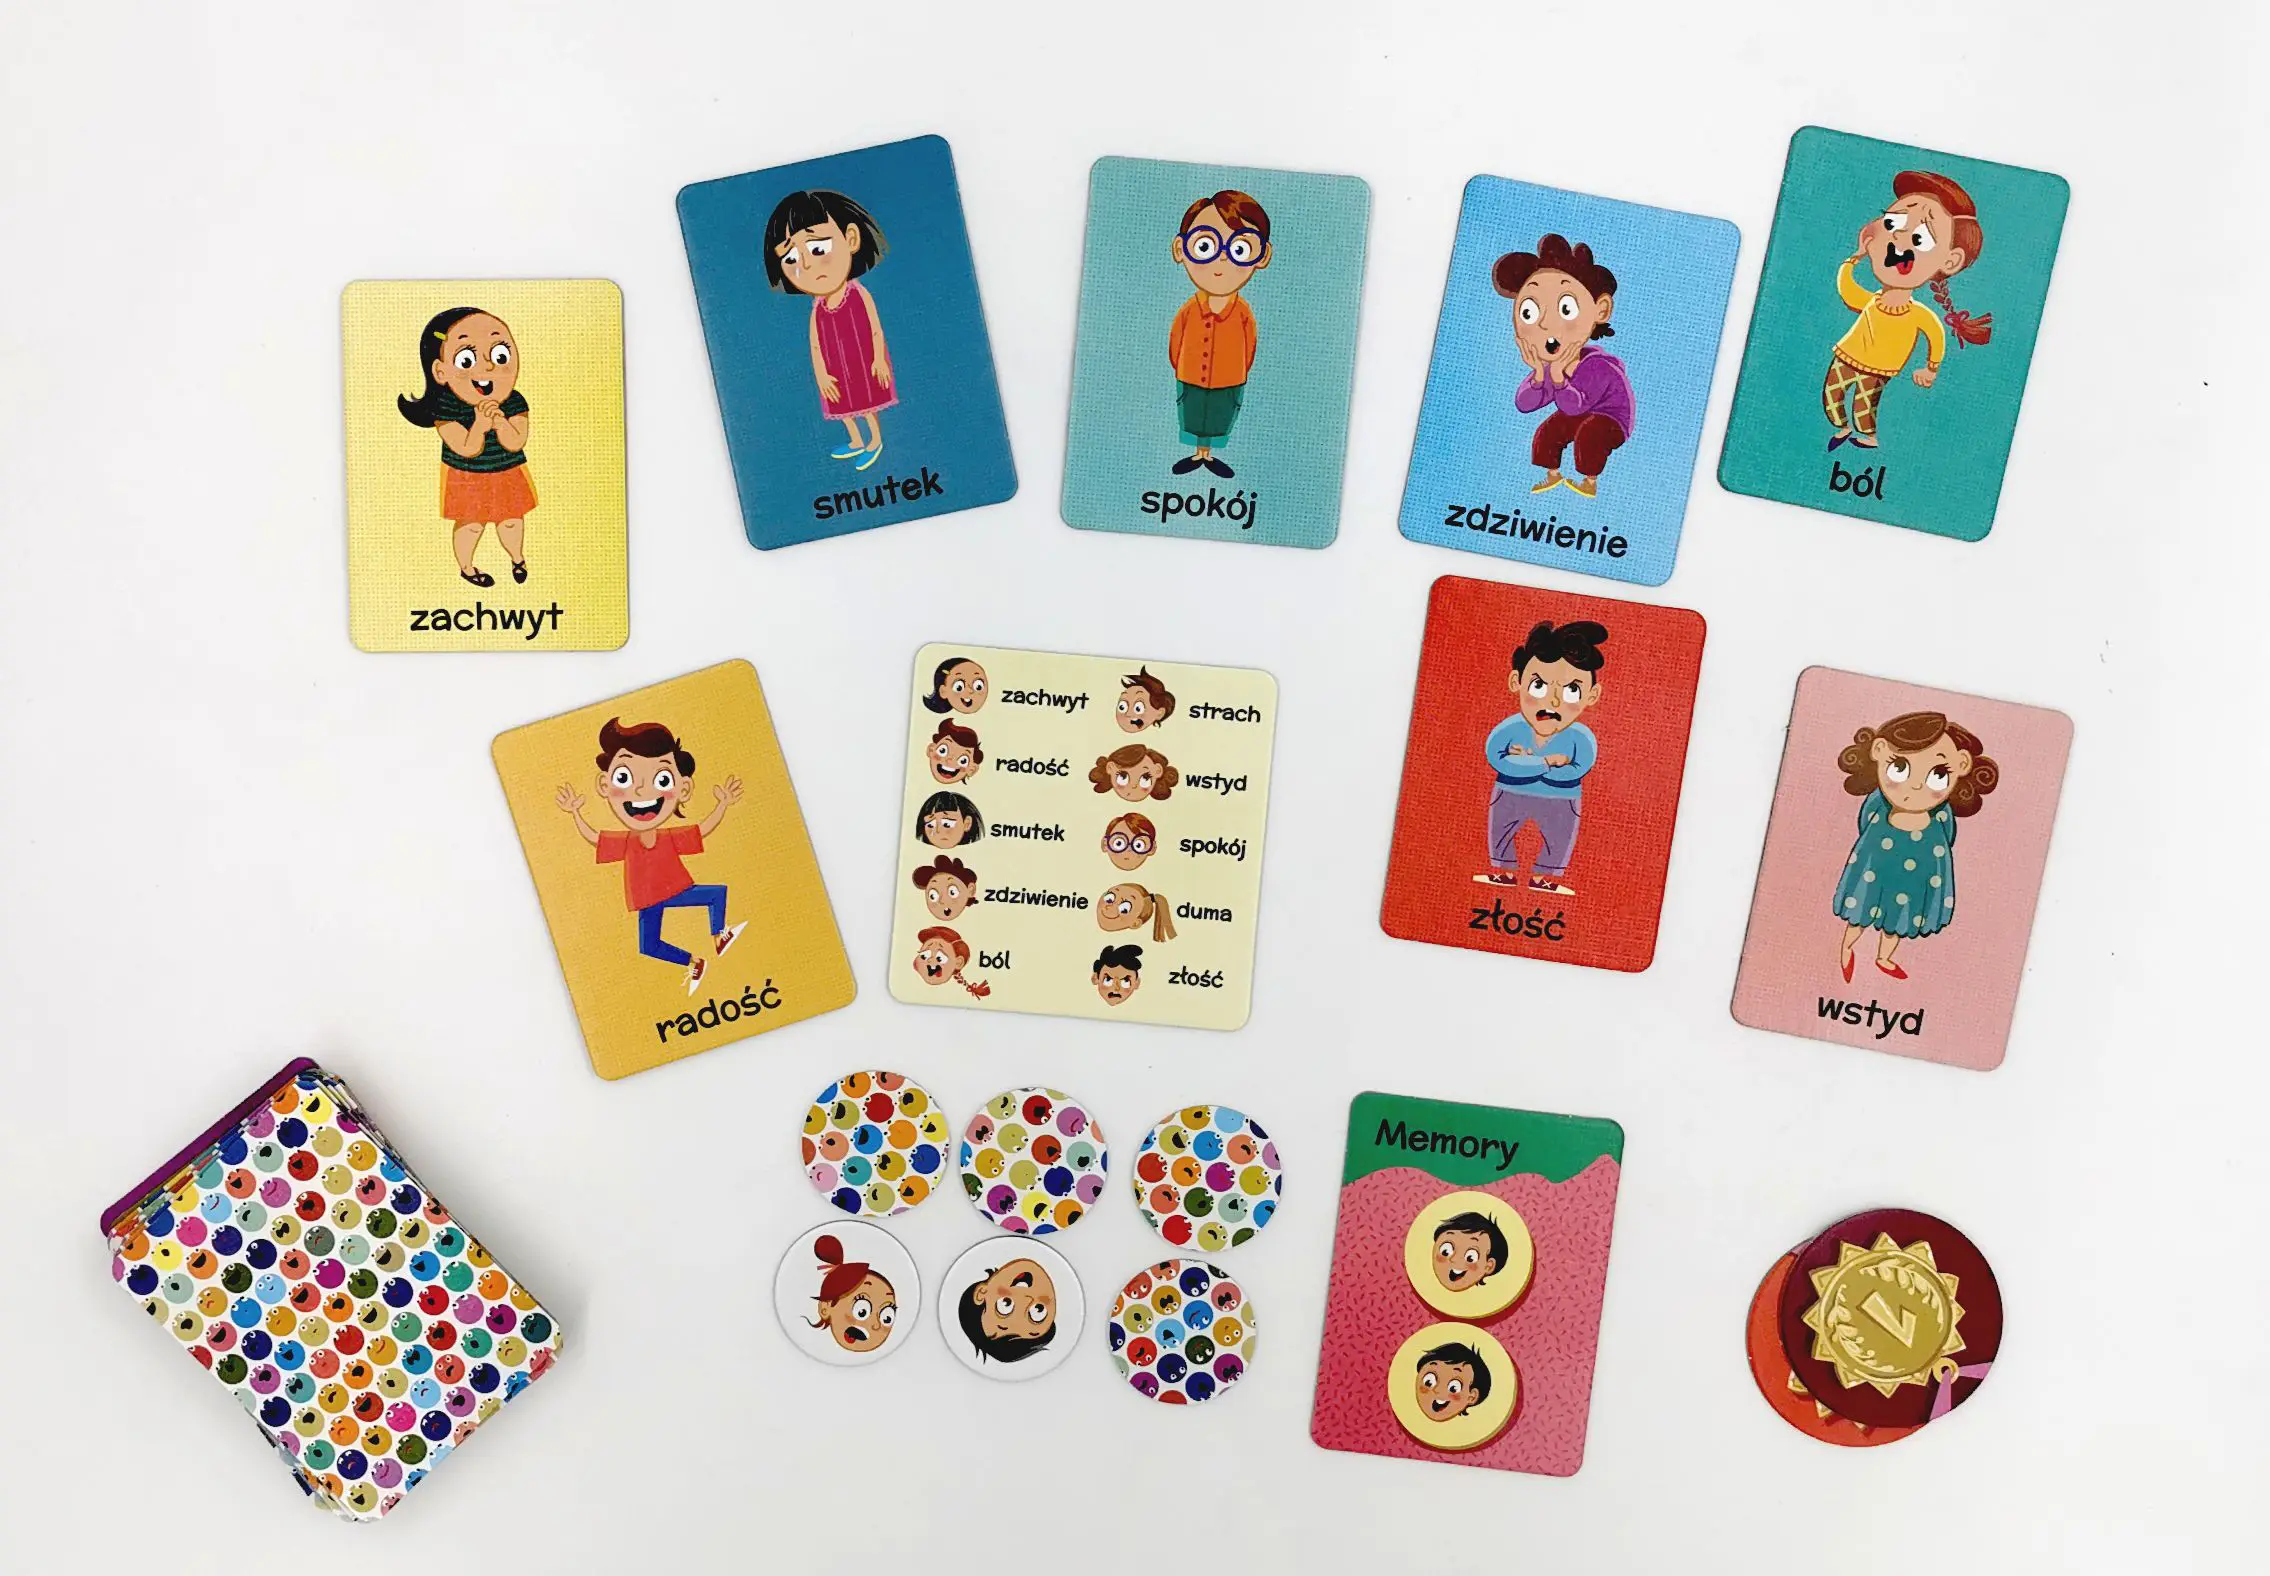 zachwyt
smutek
spokój
zdziwienie
ból
radość
zachwyt
radość
smutek
zdziwienie
ból
strach
wstyd
spokój
duma
złość
złość
wstyd
Memory